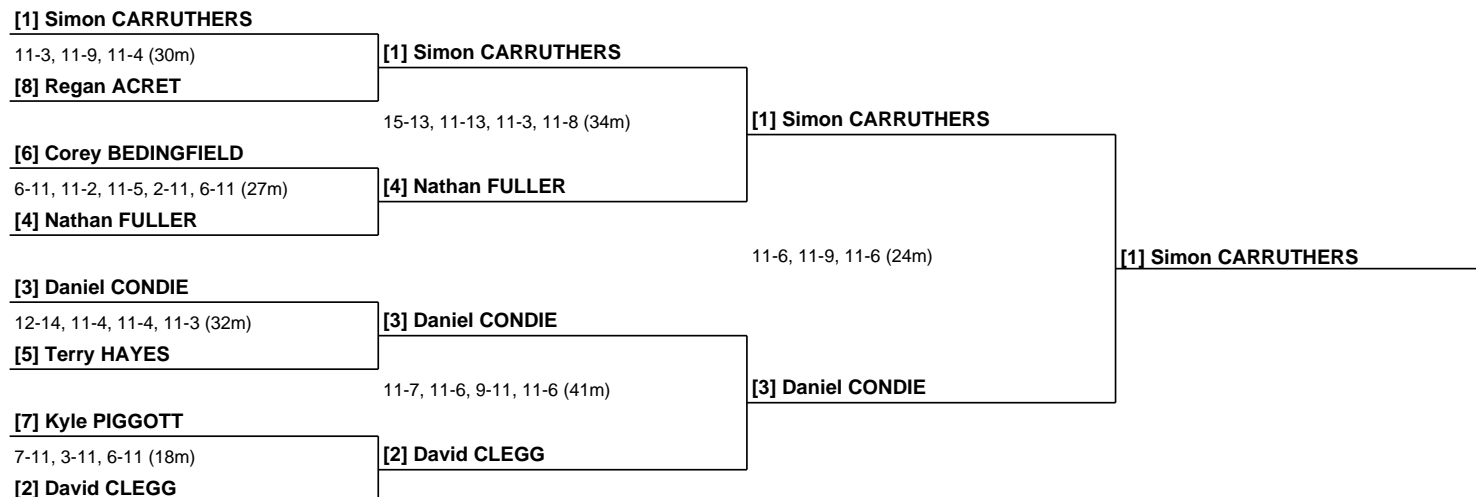 [1] Simon CARRUTHERS
11-3, 11-9, 11-4 (30m)
[1] Simon CARRUTHERS
[8] Regan ACRET
15-13, 11-13, 11-3, 11-8 (34m)
[1] Simon CARRUTHERS
[6] Corey BEDINGFIELD
6-11, 11-2, 11-5, 2-11, 6-11 (27m)
[4] Nathan FULLER
[4] Nathan FULLER
11-6, 11-9, 11-6 (24m)
[1] Simon CARRUTHERS
[3] Daniel CONDIE
12-14, 11-4, 11-4, 11-3 (32m)
[3] Daniel CONDIE
[5] Terry HAYES
11-7, 11-6, 9-11, 11-6 (41m)
[3] Daniel CONDIE
[7] Kyle PIGGOTT
7-11, 3-11, 6-11 (18m)
[2] David CLEGG
[2] David CLEGG